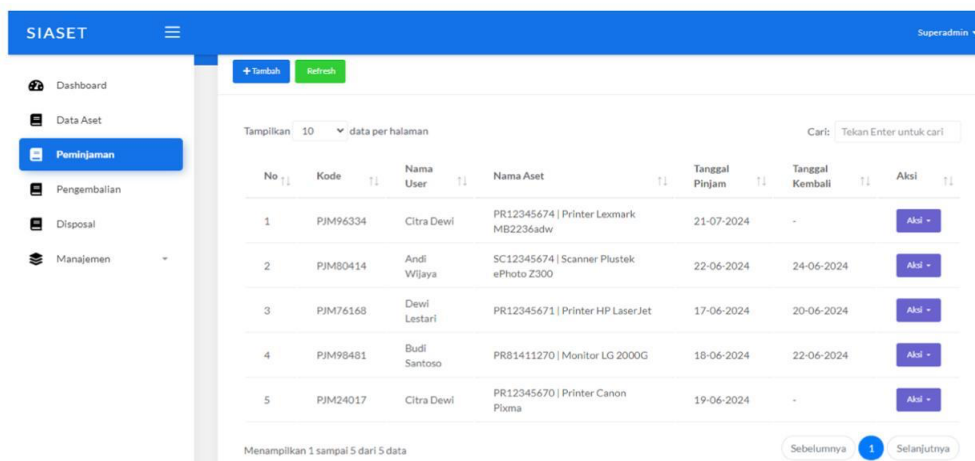 SIASET
Superadmin
Dashboard
Data Aset
Peminjaman
Pengembalian
Disposal
Manajemen
+ Tambah Refresh
Tampilkan 10 data per halaman
Cari: Tekan Enter untuk cari
No Kode Nama User Nama Aset Tanggal Pinjam Tanggal Kembali Aksi
1 PJM96334 Citra Dewi PR12345674 | Printer Lexmark MB2236adw 21-07-2024 - Aksi
2 PJM80414 Andi Wijaya SC12345674 | Scanner Plustek ePhoto Z300 22-06-2024 24-06-2024 Aksi
3 PJM76168 Dewi Lestari PR12345671 | Printer HP LaserJet 17-06-2024 20-06-2024 Aksi
4 PJM98481 Budi Santoso PR81411270 | Monitor LG 2000G 18-06-2024 22-06-2024 Aksi
5 PJM24017 Citra Dewi PR12345670 | Printer Canon Pixma 19-06-2024 - Aksi
Menampilkan 1 sampai 5 dari 5 data
Sebelumnya 1 Selanjutnya